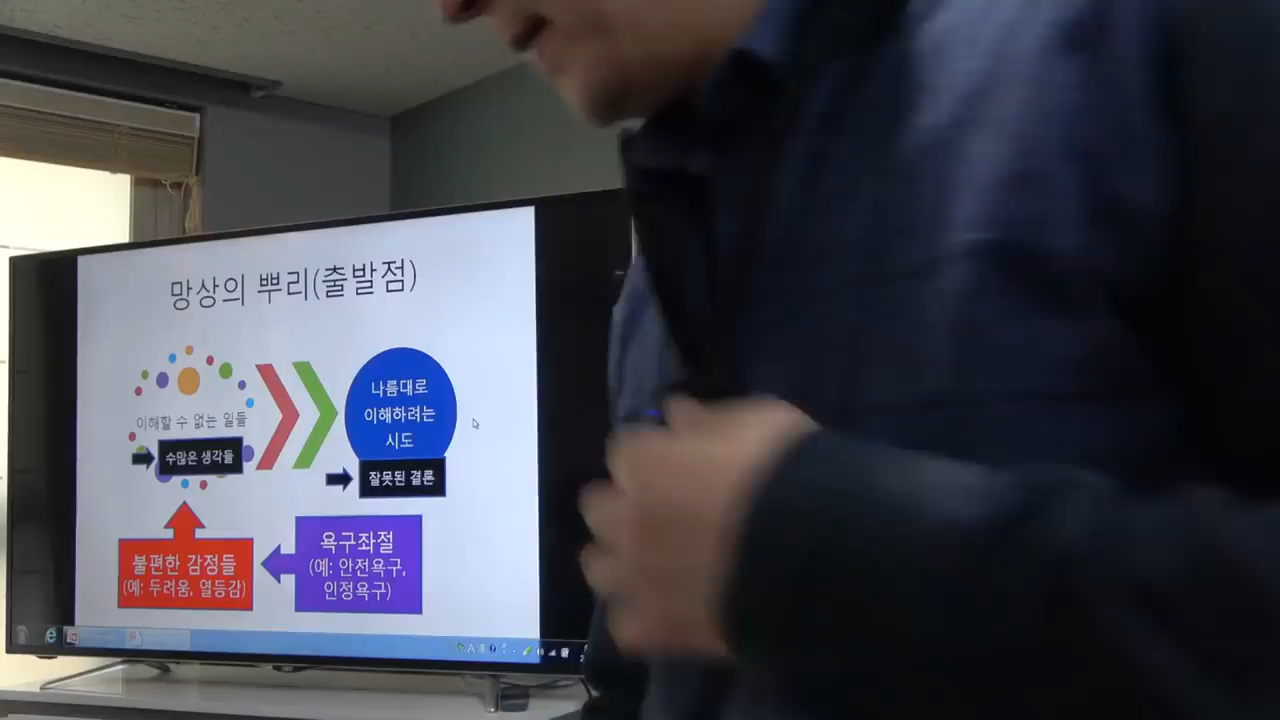 망상의 뿌리(출발점)
이해할 수 없는 일들
수많은 생각들
나름대로
이해하려는
시도
잘못된 결론
불편한 감정들
(예: 두려움, 열등감)
욕구좌절
(예: 안전욕구,
인정욕구)